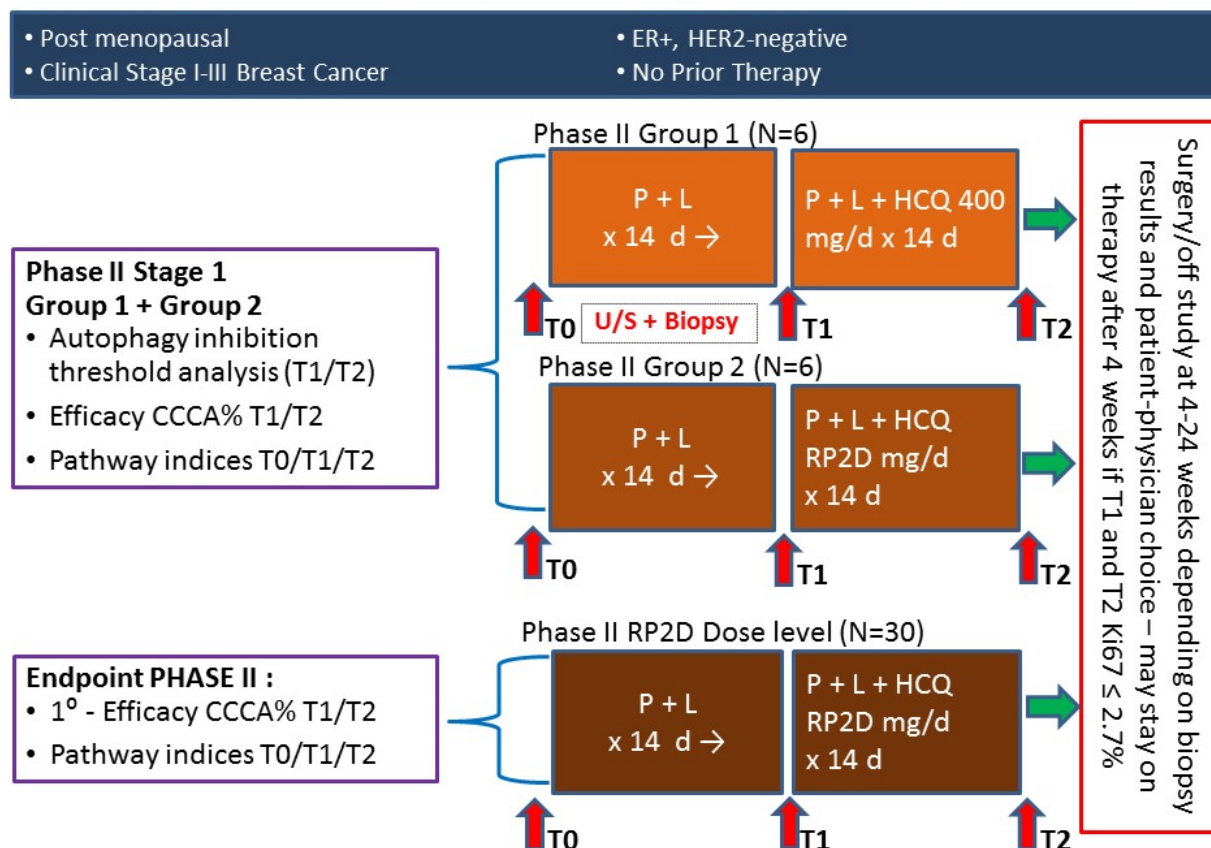 • Post menopausal
• Clinical Stage I-III Breast Cancer
• ER+, HER2-negative
• No Prior Therapy
Phase II Stage 1
Group 1 + Group 2
• Autophagy inhibition
threshold analysis (T1/T2)
• Efficacy CCCA% T1/T2
• Pathway indices T0/T1/T2
Phase II Group 1 (N=6)
P + L
x 14 d →
P + L + HCQ 400
mg/d x 14 d
T0
U/S + Biopsy
T1
T2
Phase II Group 2 (N=6)
P + L
x 14 d →
P + L + HCQ
RP2D mg/d
x 14 d
T0
T1
T2
Endpoint PHASE II :
• 1⁰ - Efficacy CCCA% T1/T2
• Pathway indices T0/T1/T2
Phase II RP2D Dose level (N=30)
P + L
x 14 d →
P + L + HCQ
RP2D mg/d
x 14 d
T0
T1
T2
Surgery/off study at 4-24 weeks depending on biopsy
results and patient-physician choice – may stay on
therapy after 4 weeks if T1 and T2 Ki67 ≤ 2.7%